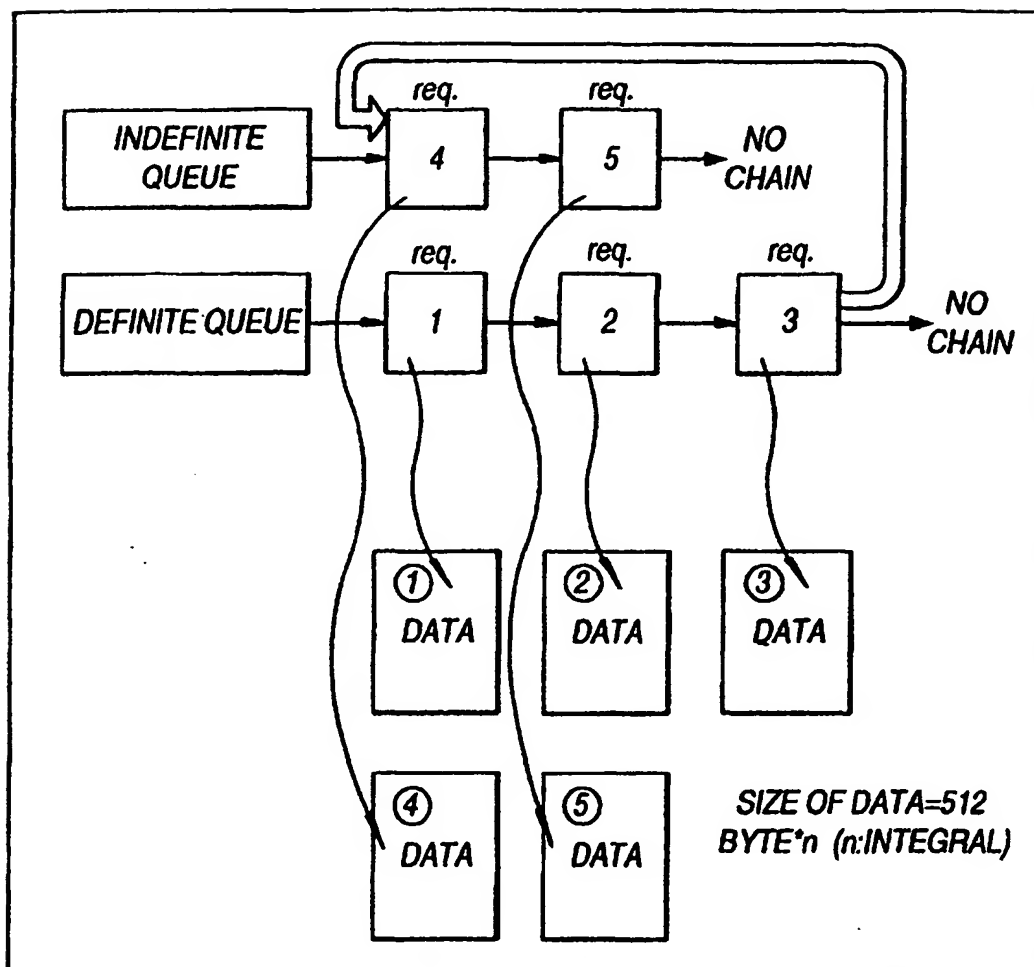 req.
req.
INDEFINITE
QUEUE
4
5
NO
CHAIN
req.
req.
req.
DEFINITE QUEUE
1
2
3
NO
CHAIN
1
DATA
2
DATA
3
DATA
4
DATA
5
DATA
SIZE OF DATA=512
BYTE*n (n:INTEGRAL)